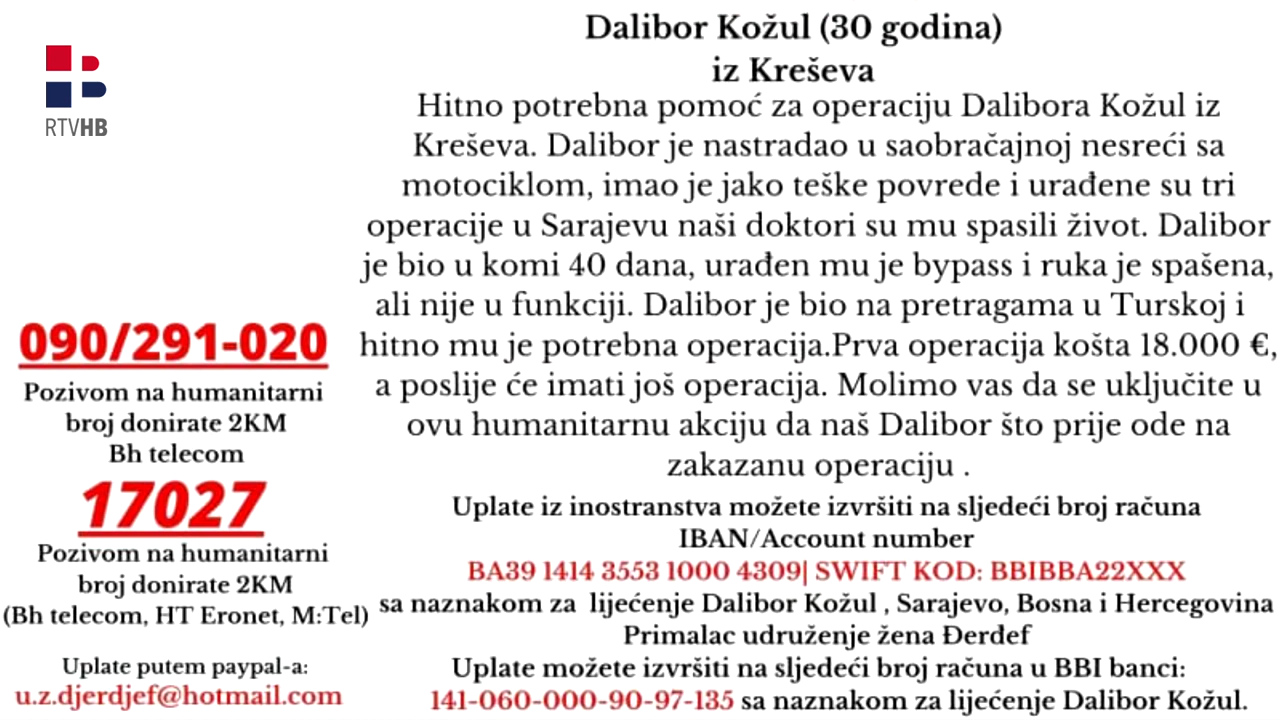 RTVHB
090/291-020
Pozivom na humanitarni
broj donirate 2KM
Bh telecom
17027
Pozivom na humanitarni
broj donirate 2KM
(Bh telecom, HT Eronet, M:Tel)
Uplate putem paypal-a:
u.z.djerdjef@hotmail.com
Dalibor Kožul (30 godina)
iz Kreševa
Hitno potrebna pomoć za operaciju Dalibora Kožul iz
Kreševa. Dalibor je nastradao u saobračajnoj nesreći sa
motociklom, imao je jako teške povrede i urađene su tri
operacije u Sarajevu naši doktori su mu spasili život. Dalibor
je bio u komi 40 dana, urađen mu je bypass i ruka je spašena,
ali nije u funkciji. Dalibor je bio na pretragama u Turskoj i
hitno mu je potrebna operacija.Prva operacija košta 18.000 €,
a poslije će imati još operacija. Molimo vas da se uključite u
ovu humanitarnu akciju da naš Dalibor što prije ode na
zakazanu operaciju .
Uplate iz inostranstva možete izvršiti na sljedeći broj računa
IBAN/Account number
BA39 1414 3553 1000 4309| SWIFT KOD: BBIBBA22XXX
sa naznakom za lijećenje Dalibor Kožul , Sarajevo, Bosna i Hercegovina
Primalac udruženje žena Đerđef
Uplate možete izvršiti na sljedeći broj računa u BBI banci:
141-060-000-90-97-135 sa naznakom za lijećenje Dalibor Kožul.